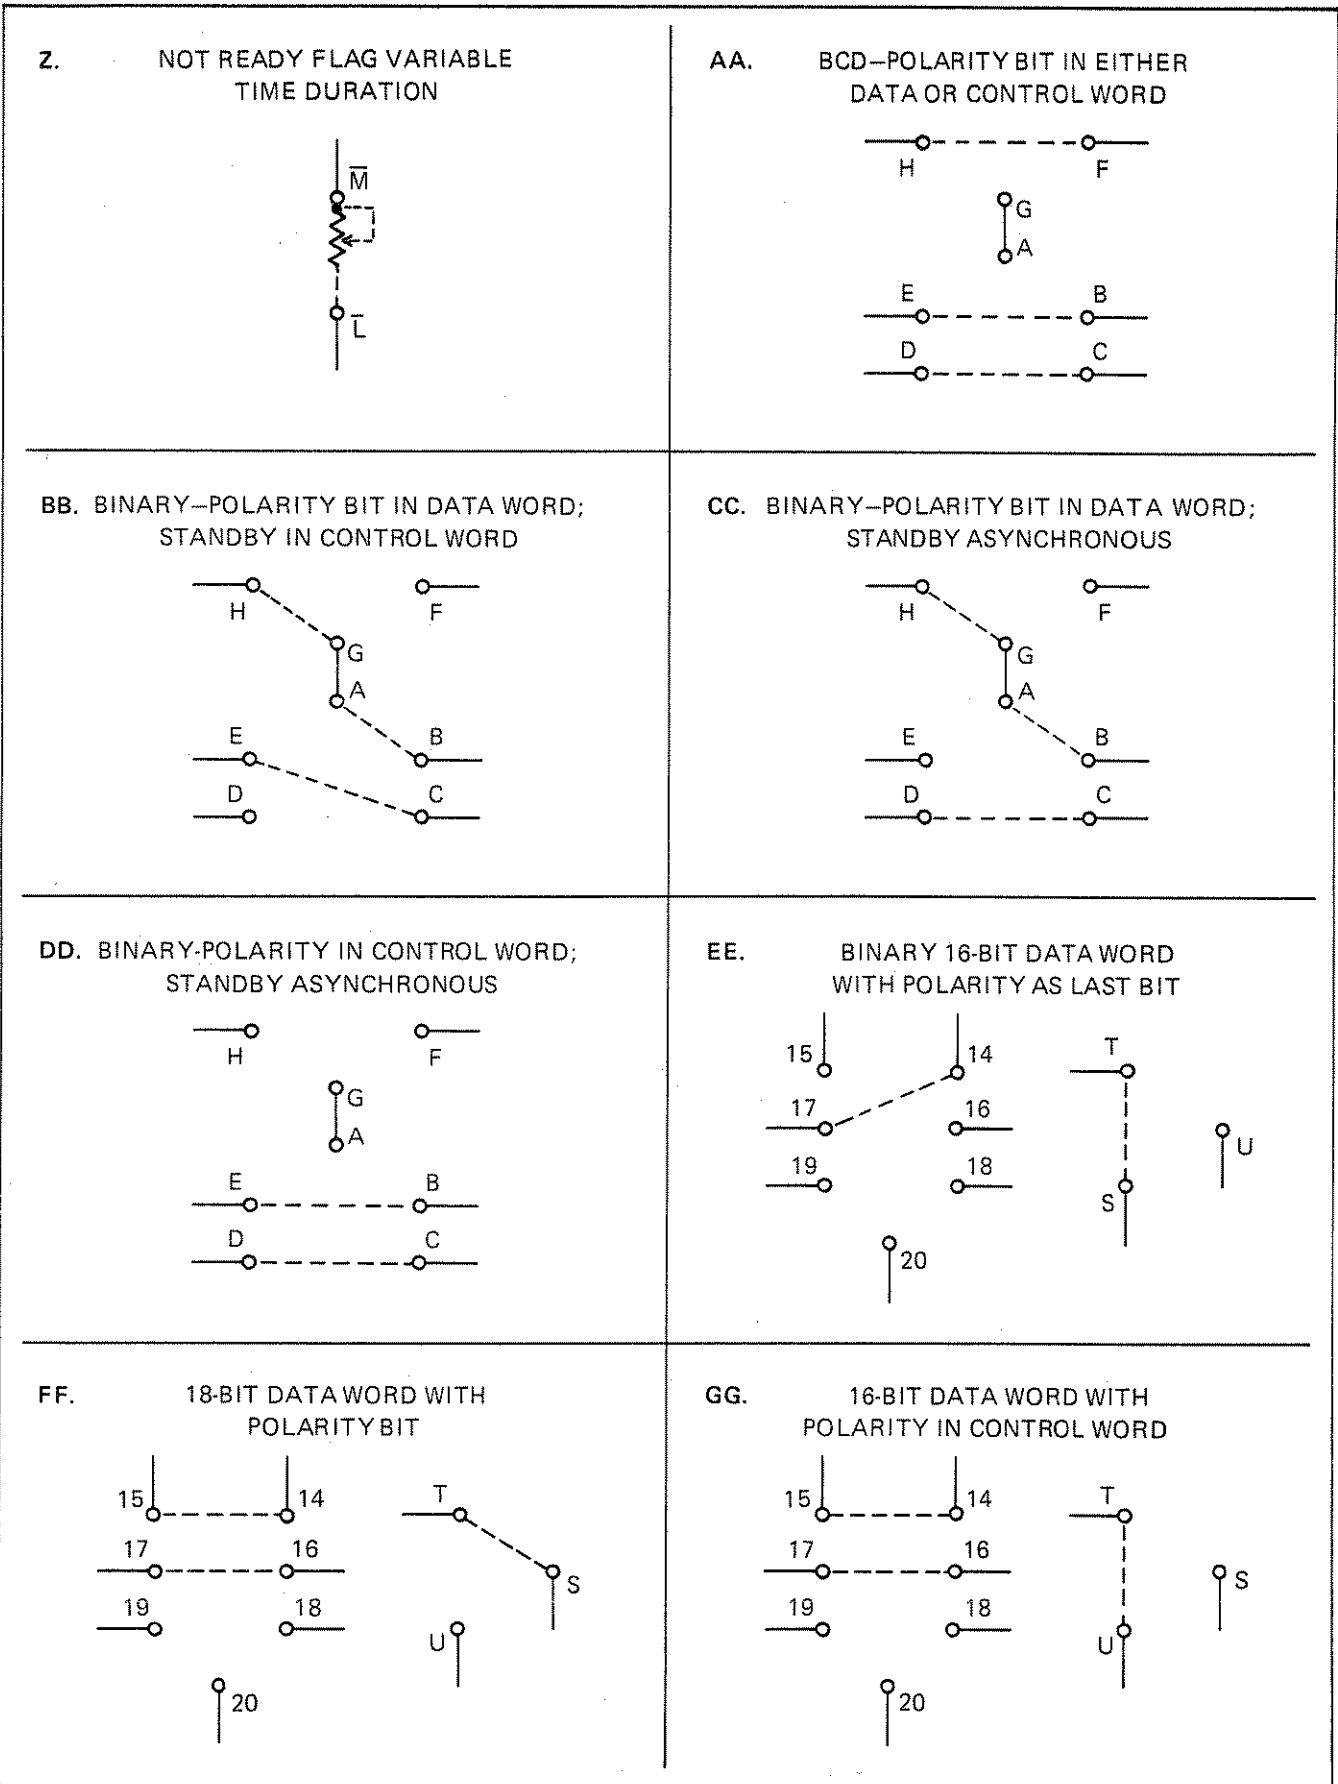 Z. NOT READY FLAG VARIABLE
TIME DURATION
M̅
L̅
AA. BCD–POLARITY BIT IN EITHER
DATA OR CONTROL WORD
H F
G
A
E B
D C
BB. BINARY–POLARITY BIT IN DATA WORD;
STANDBY IN CONTROL WORD
H F
G
A
E B
D C
CC. BINARY–POLARITY BIT IN DATA WORD;
STANDBY ASYNCHRONOUS
H F
G
A
E B
D C
DD. BINARY-POLARITY IN CONTROL WORD;
STANDBY ASYNCHRONOUS
H F
G
A
E B
D C
EE. BINARY 16-BIT DATA WORD
WITH POLARITY AS LAST BIT
15 14 T
17 16 U
19 18 S
20
FF. 18-BIT DATA WORD WITH
POLARITY BIT
15 14 T
17 16 S
19 18 U
20
GG. 16-BIT DATA WORD WITH
POLARITY IN CONTROL WORD
15 14 T
17 16 S
19 18 U
20